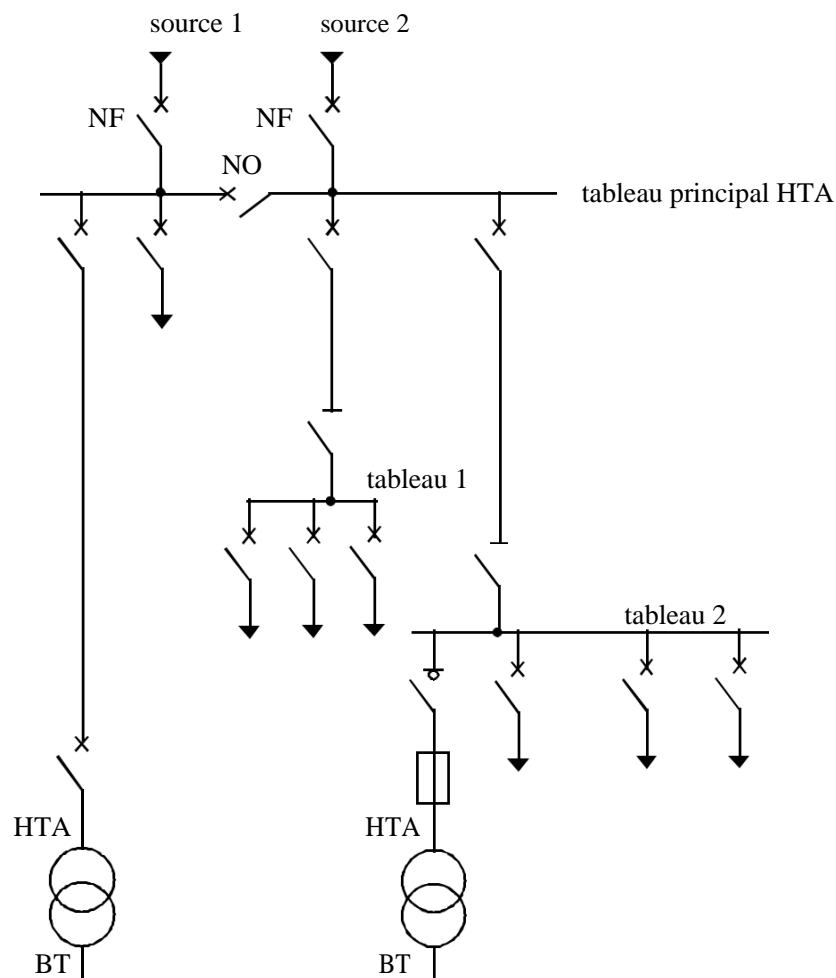 source 1
source 2
NF
NF
NO
tableau principal HTA
tableau 1
tableau 2
HTA
HTA
BT
BT